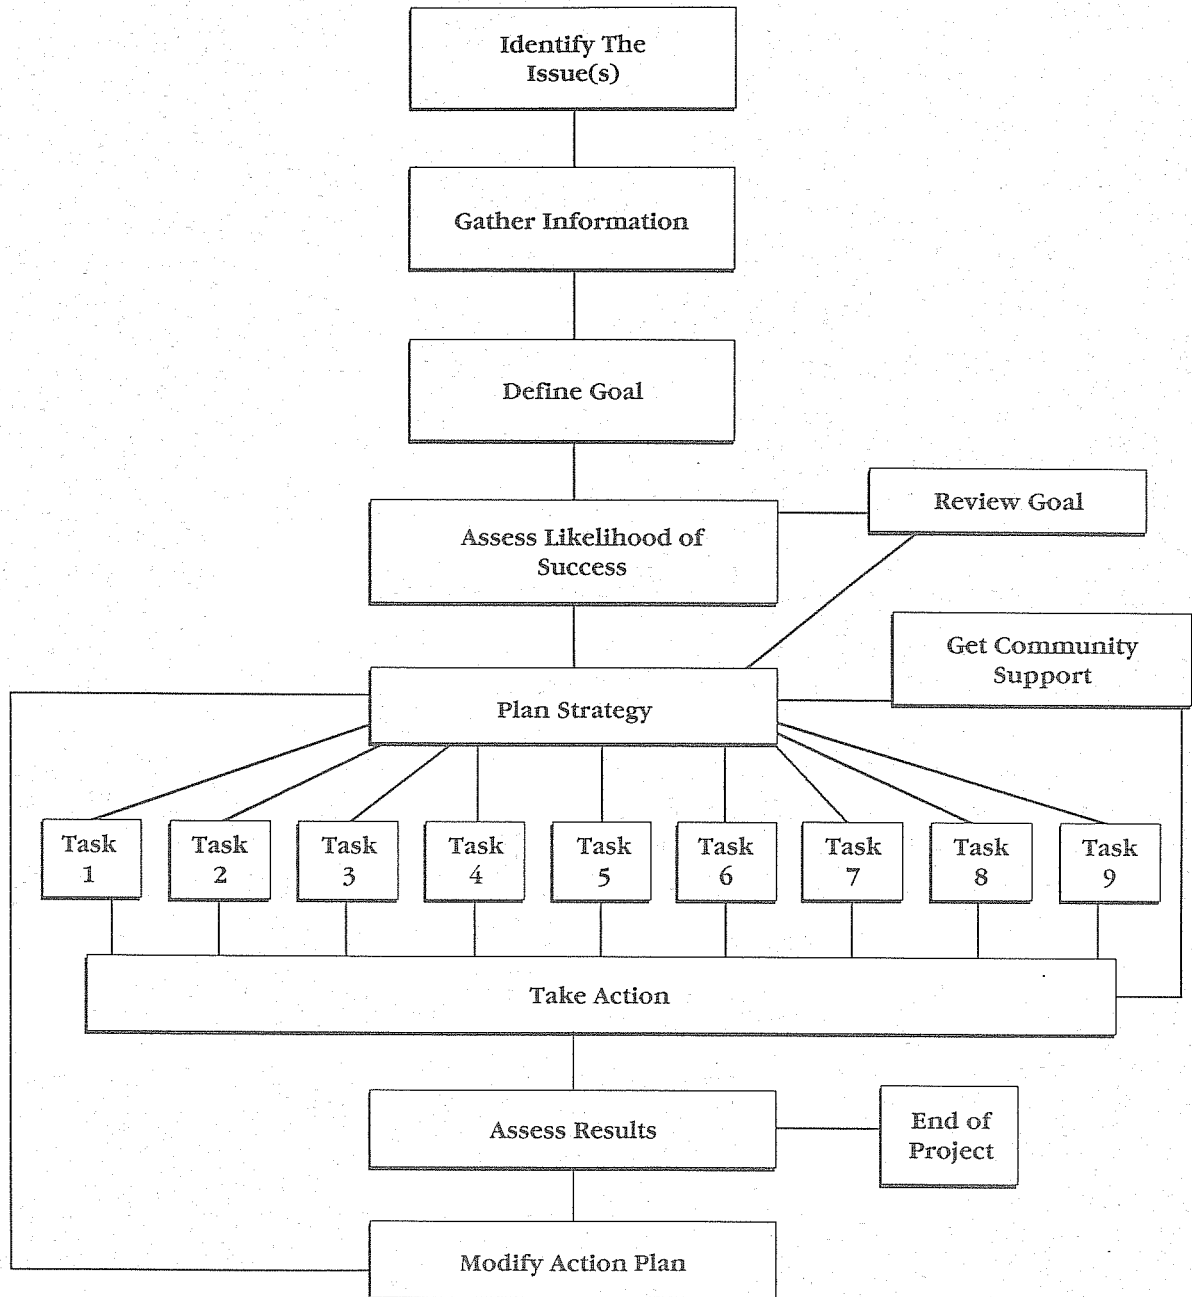 Identify The
Issue(s)
Gather Information
Define Goal
Review Goal
Assess Likelihood of
Success
Get Community
Support
Plan Strategy
Task
1
Task
2
Task
3
Task
4
Task
5
Task
6
Task
7
Task
8
Task
9
Take Action
Assess Results
End of
Project
Modify Action Plan